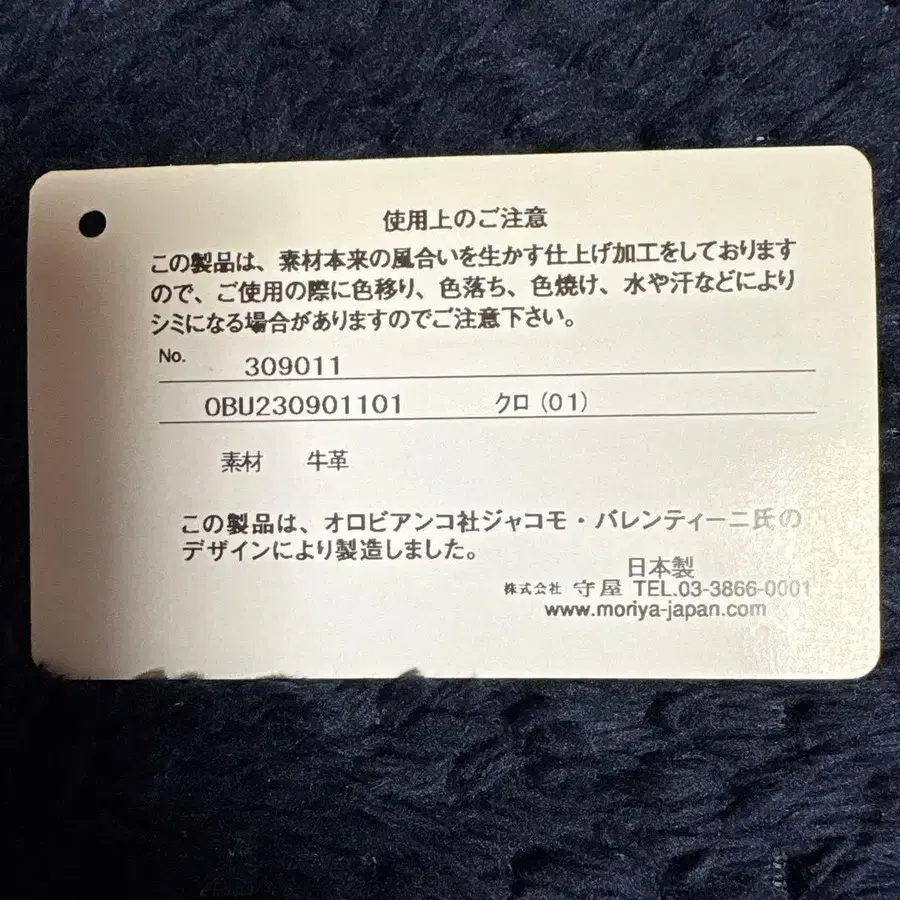 使用上のご注意
この製品は、素材本来の風合いを生かす仕上げ加工をしております
ので、ご使用の際に色移り、色落ち、色焼け、水や汗などにより
シミになる場合がありますのでご注意下さい。
No. 309011
OBU230901101 クロ(01)
素材 牛革
この製品は、オロビアンコ社ジャコモ・バレンティーニ氏の
デザインにより製造しました。
日本製
株式会社 守屋 TEL.03-3866-0001
www.moriya-japan.com